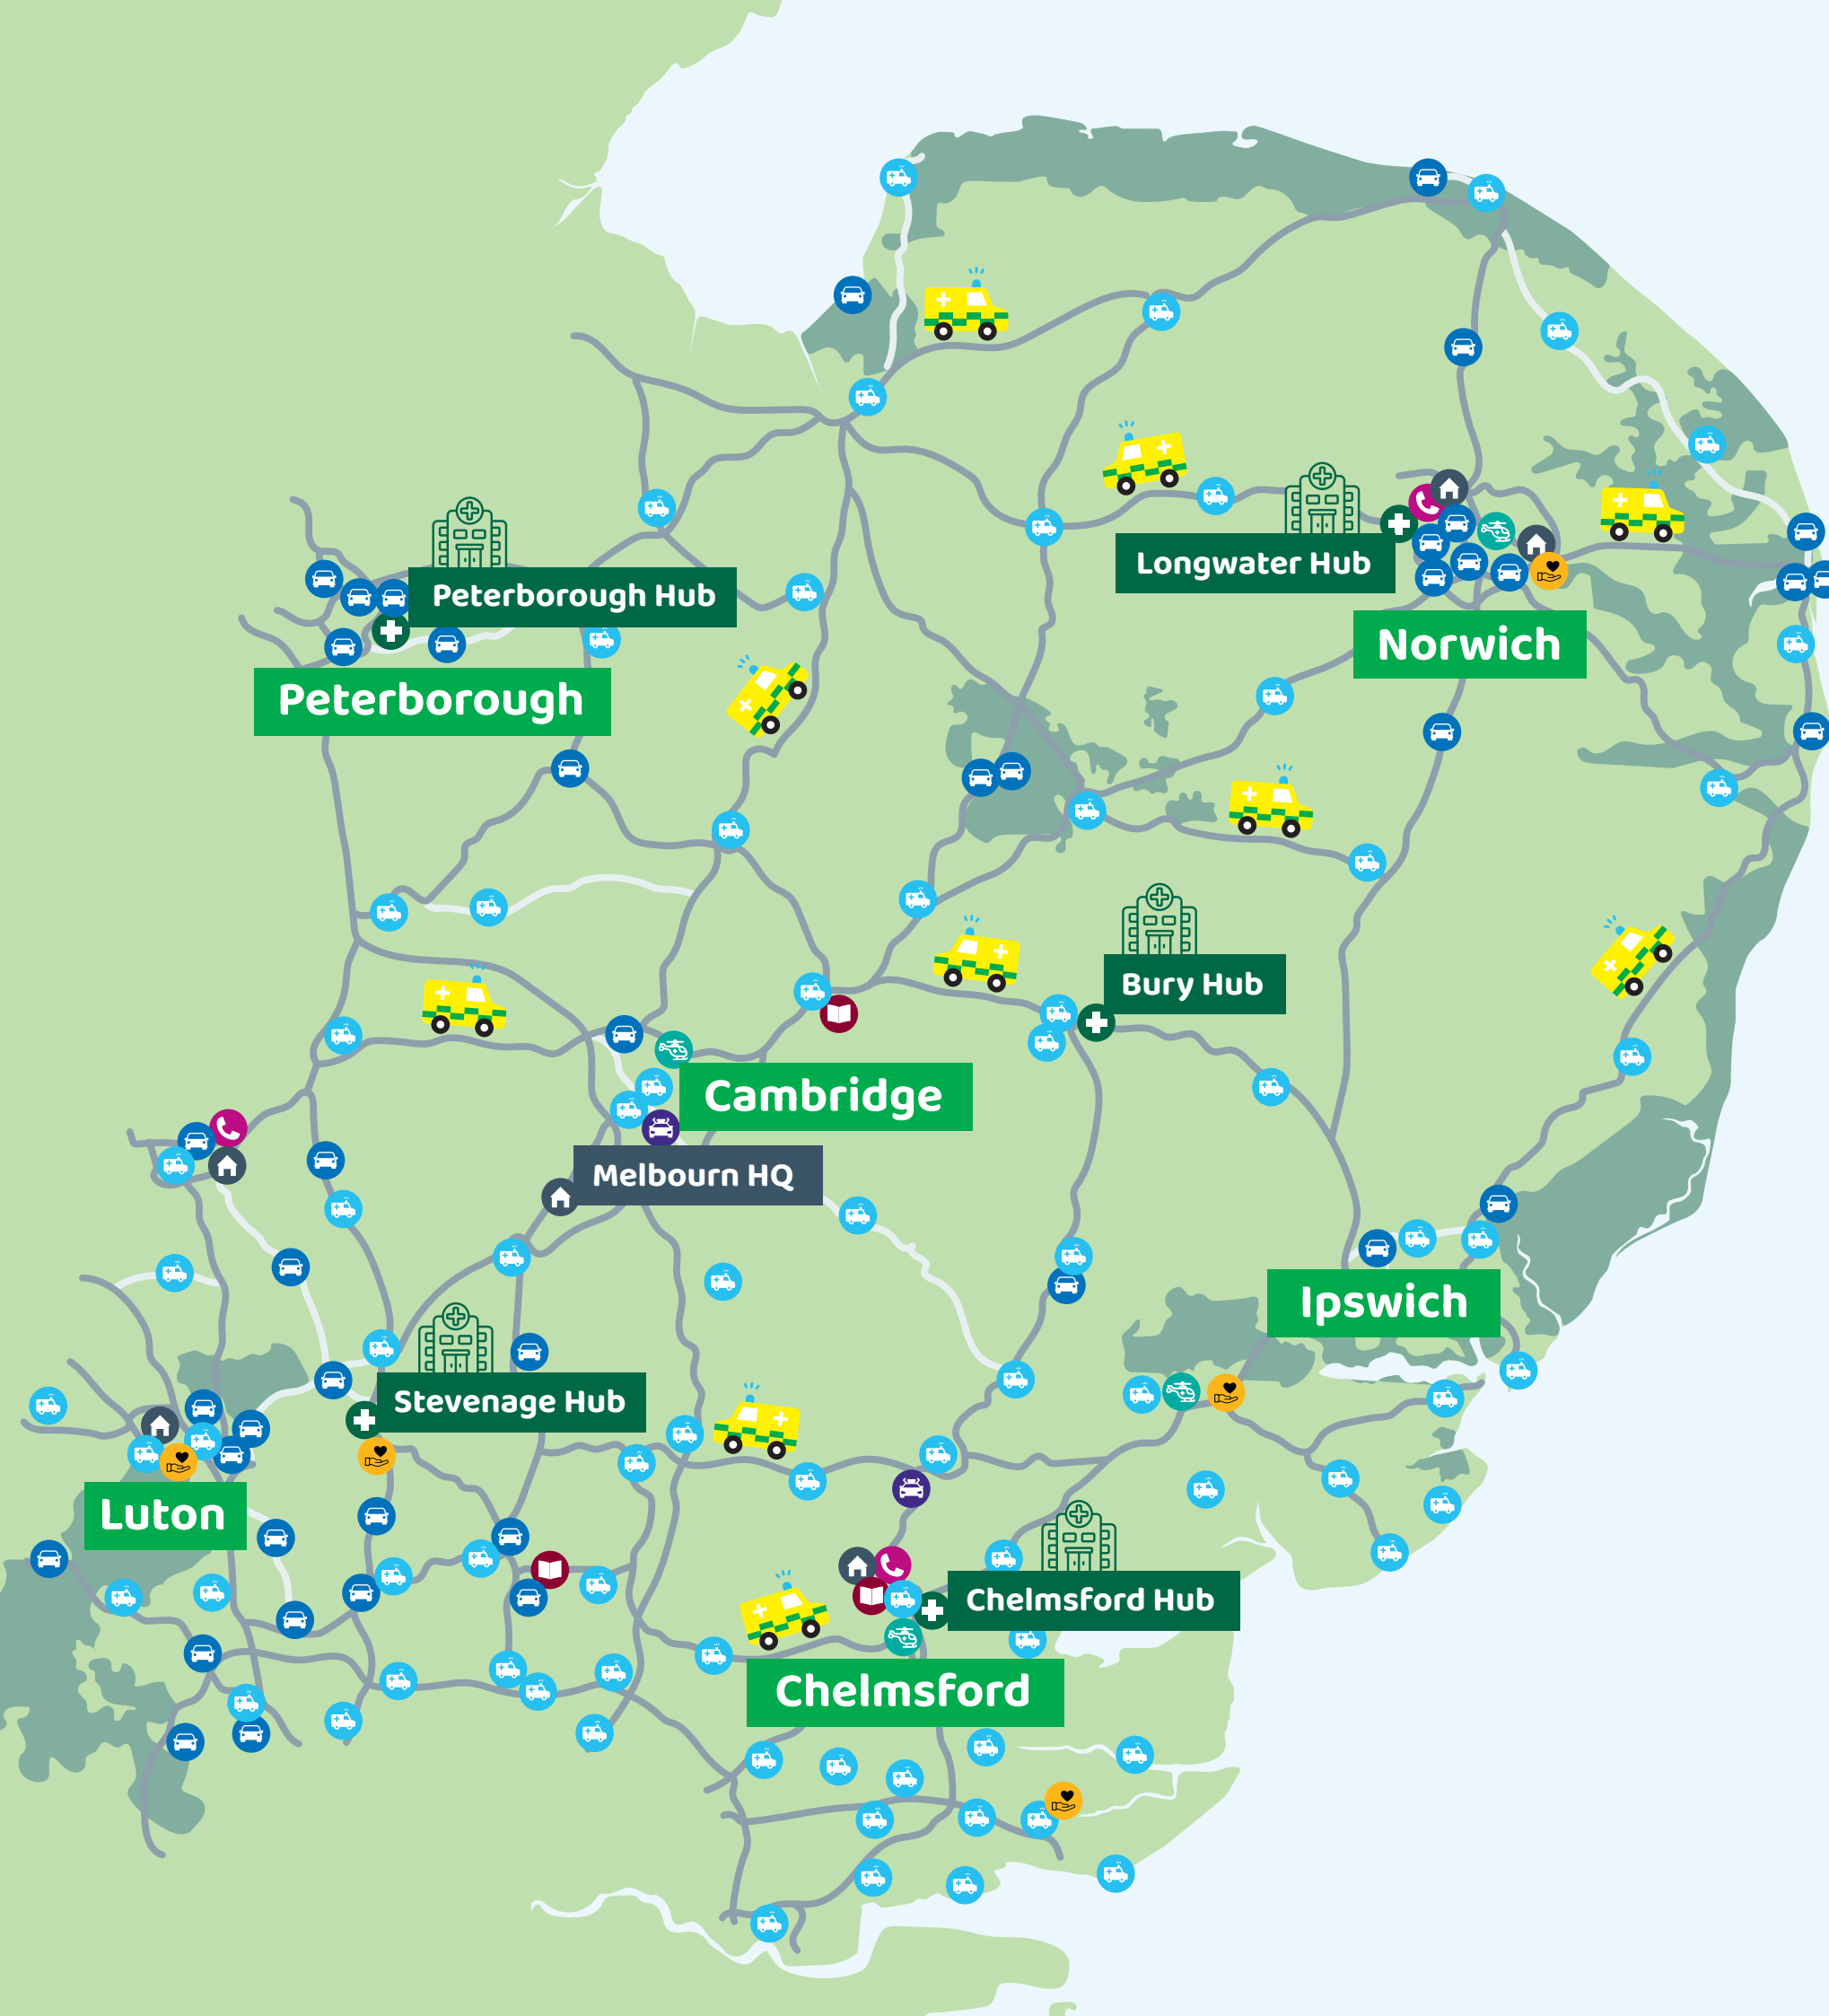 Longwater Hub
Peterborough Hub
Norwich
Peterborough
Bury Hub
Cambridge
Melbourn HQ
Ipswich
Stevenage Hub
Luton
Chelmsford Hub
Chelmsford